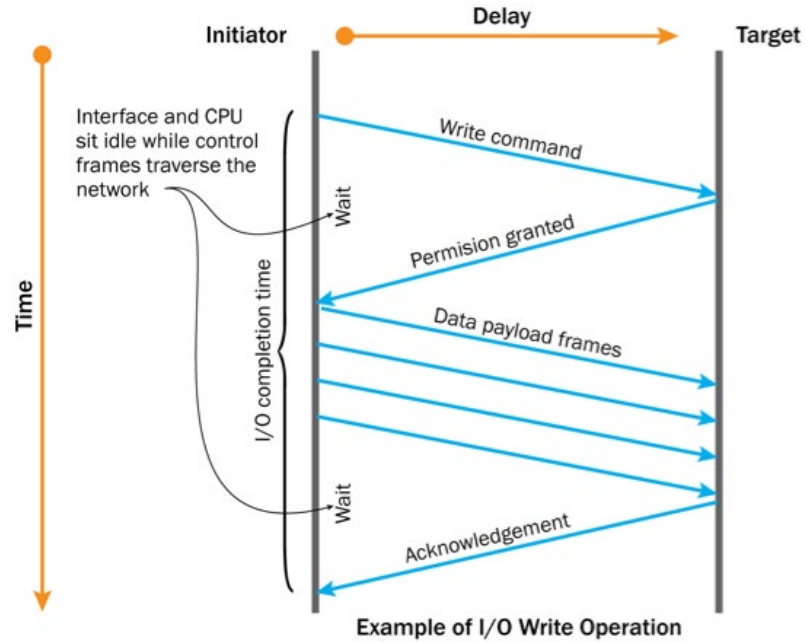 Delay
Initiator
Target
Interface and CPU
sit idle while control
frames traverse the
network
Write command
Wait
Permision granted
Time
I/O completion time
Data payload frames
Wait
Acknowledgement
Example of I/O Write Operation